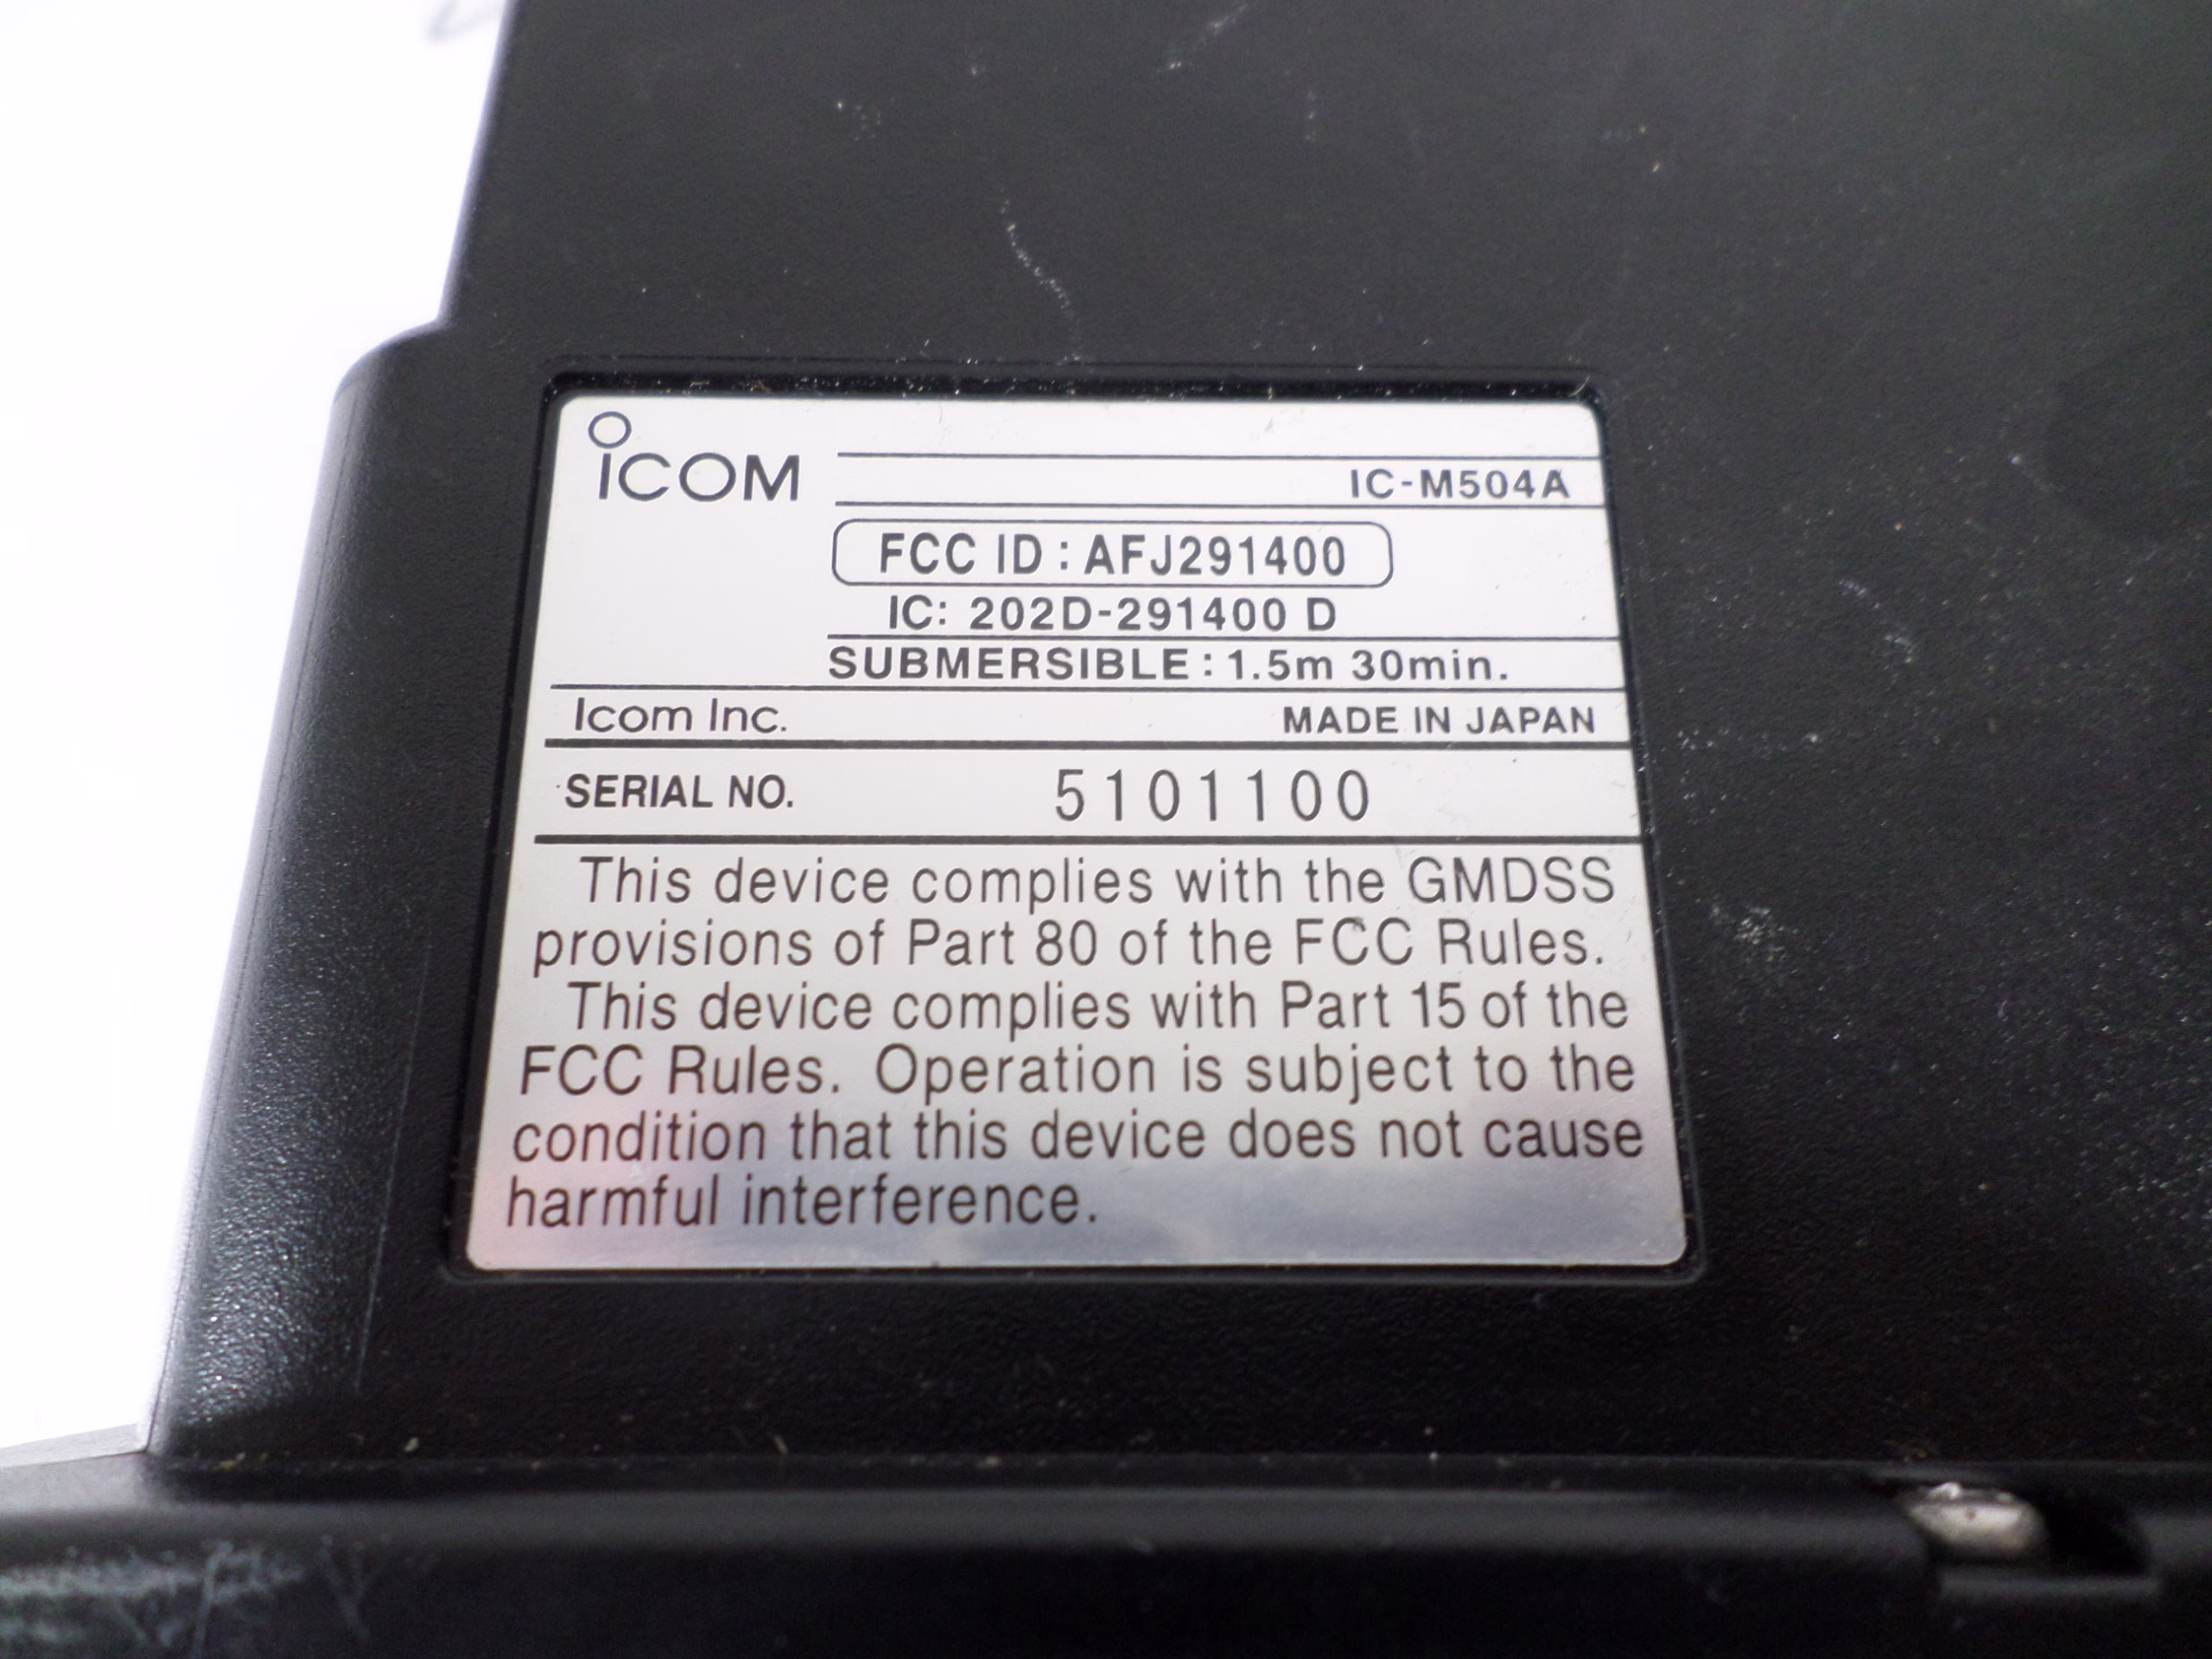 ICOM
IC-M504A
FCC ID : AFJ291400
IC: 202D-291400 D
SUBMERSIBLE : 1.5m 30min.
Icom Inc. MADE IN JAPAN
SERIAL NO. 5101100
This device complies with the GMDSS
provisions of Part 80 of the FCC Rules.
This device complies with Part 15 of the
FCC Rules. Operation is subject to the
condition that this device does not cause
harmful interference.